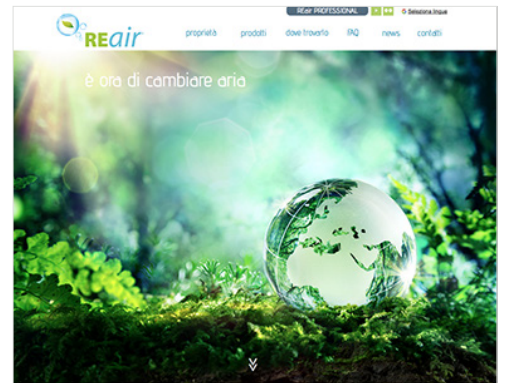 REair PROFESSIONAL
Seleziona lingua
REair
proprietà prodotti dove trovarlo FAQ news contatti
è ora di cambiare aria